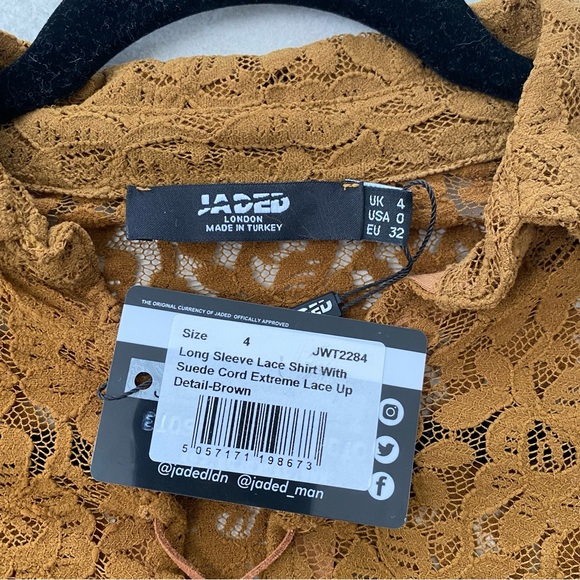 JADED
LONDON
MADE IN TURKEY
UK 4
USA 0
EU 32
THE ORIGINAL CURRENCY OF JADED OFFICALLY APPROVED
Size 4 JWT2284
Long Sleeve Lace Shirt With
Suede Cord Extreme Lace Up
Detail-Brown
5 057171 198673
@jadedldn @jaded_man